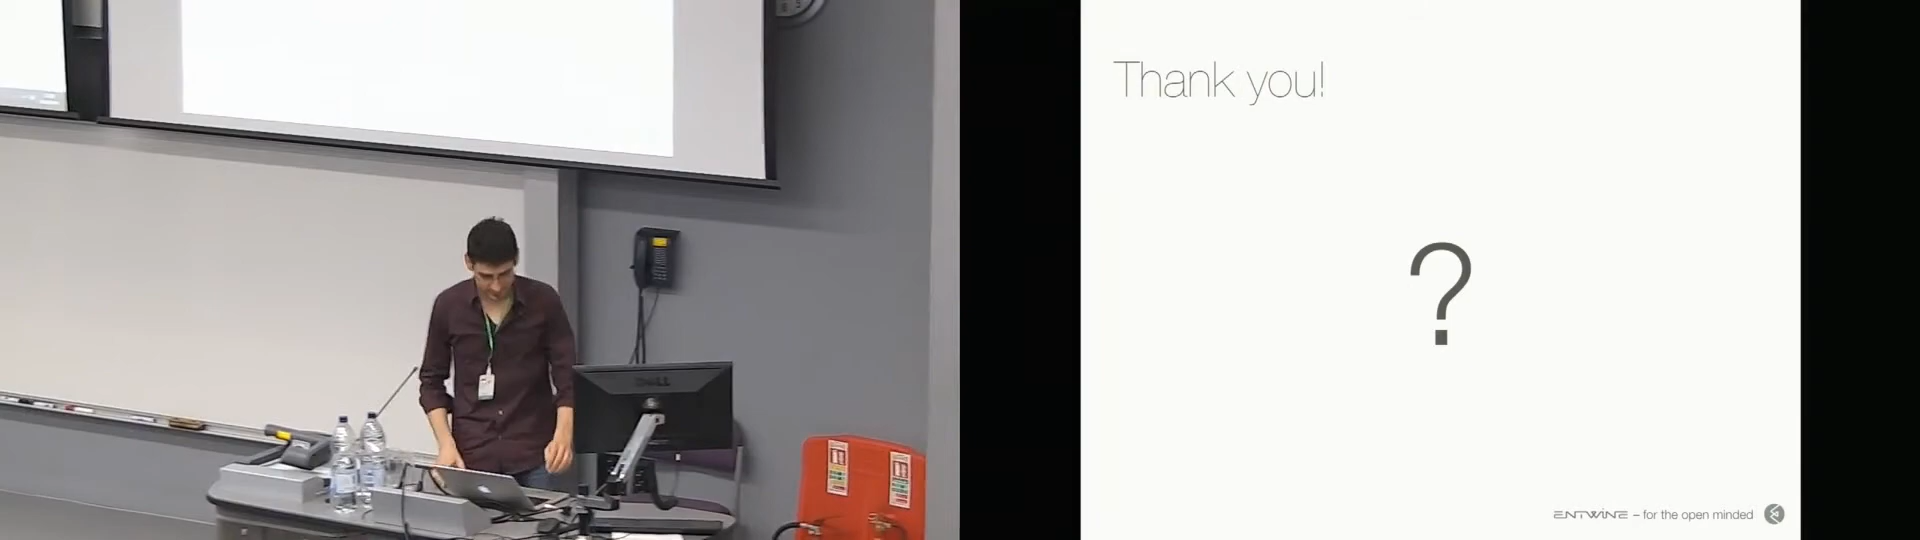 DELL
Thank you!
?
ENTWINE – for the open minded